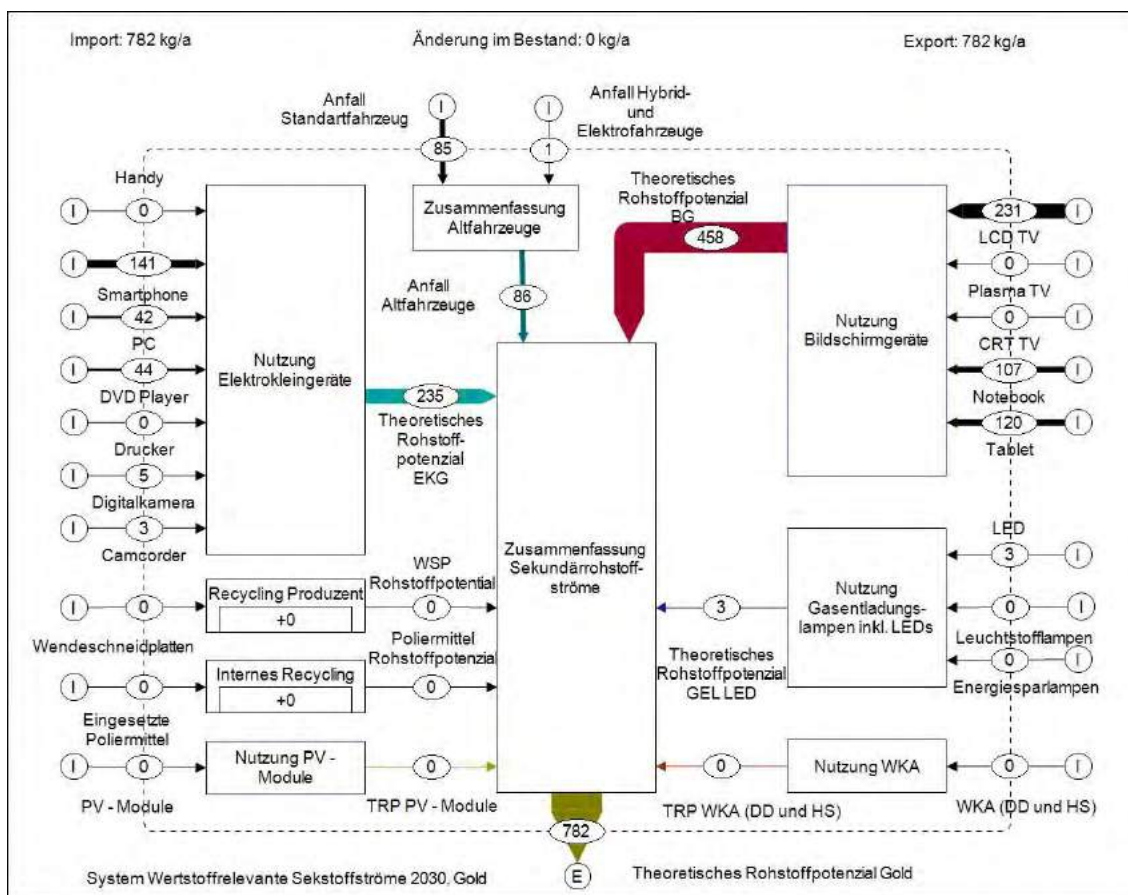 Import: 782 kg/a
Änderung im Bestand: 0 kg/a
Export: 782 kg/a
Anfall
Standartfahrzeug
I
85
I
1
Anfall Hybrid-
und
Elektrofahrzeuge
Zusammenfassung
Altfahrzeuge
Anfall
Altfahrzeuge
86
Theoretisches
Rohstoffpotenzial
BG
458
Handy
I
0
I
141
Smartphone
I
42
PC
I
44
DVD Player
I
0
Drucker
I
5
Digitalkamera
I
3
Camcorder
Nutzung
Elektrokleingeräte
235
Theoretisches
Rohstoff-
potenzial
EKG
Nutzung
Bildschirmgeräte
231
I
LCD TV
0
I
Plasma TV
0
I
CRT TV
107
I
Notebook
120
I
Tablet
Zusammenfassung
Sekundärrohstoff-
ströme
I
0
Wendeschneidplatten
Recycling Produzent
+0
WSP
Rohstoffpotential
0
I
0
Eingesetzte
Poliermittel
Internes Recycling
+0
Poliermittel
Rohstoffpotenzial
0
I
0
PV - Module
Nutzung PV -
Module
0
TRP PV - Module
LED
3
I
0
I
Leuchtstofflampen
0
I
Energiesparlampen
Nutzung
Gasentladungs-
lampen inkl. LEDs
3
Theoretisches
Rohstoffpotenzial
GEL LED
0
TRP WKA (DD und HS)
Nutzung WKA
0
I
WKA (DD und HS)
782
E
Theoretisches Rohstoffpotenzial Gold
System Wertstoffrelevante Sekstoffströme 2030, Gold